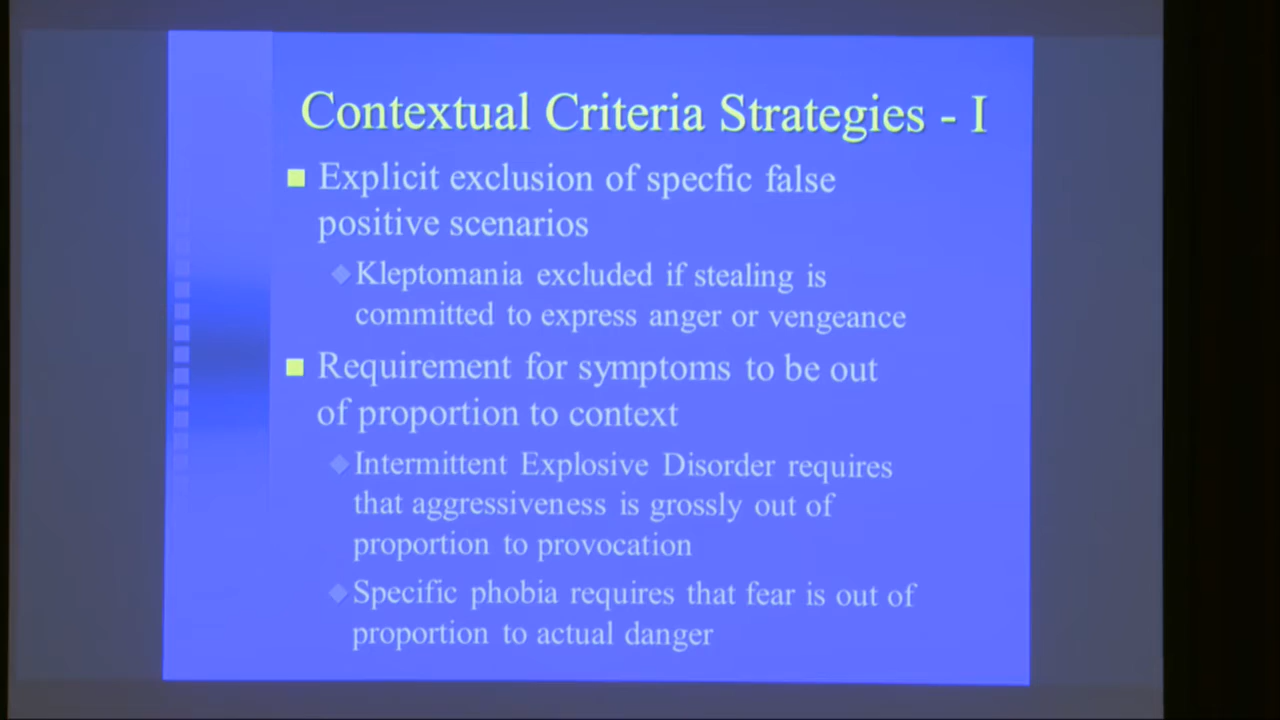 Contextual Criteria Strategies - I
Explicit exclusion of specfic false
positive scenarios
Kleptomania excluded if stealing is
committed to express anger or vengeance
Requirement for symptoms to be out
of proportion to context
Intermittent Explosive Disorder requires
that aggressiveness is grossly out of
proportion to provocation
Specific phobia requires that fear is out of
proportion to actual danger